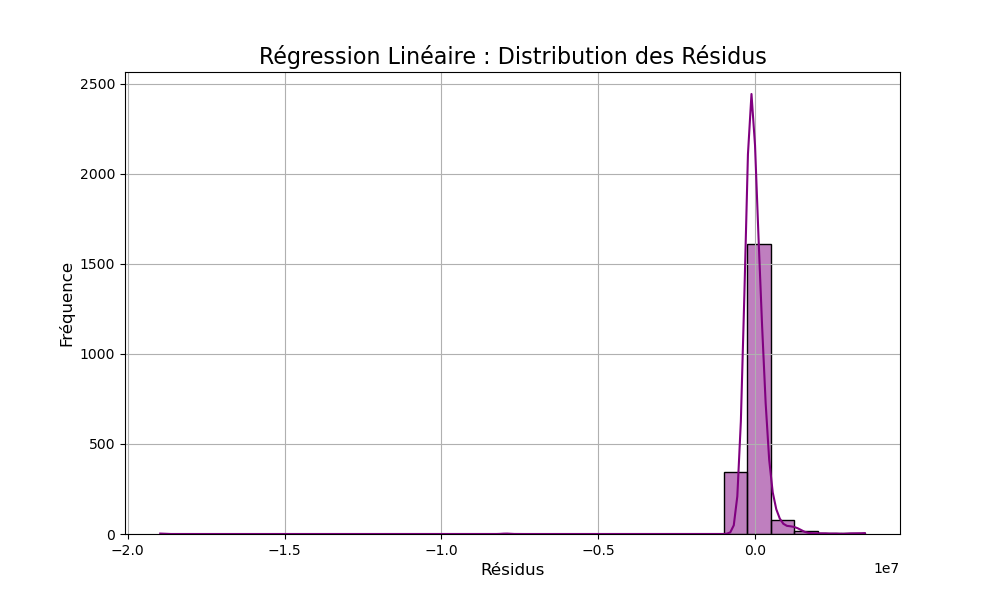 Régression Linéaire : Distribution des Résidus
Fréquence
2500
2000
1500
1000
500
0
−2.0 −1.5 −1.0 −0.5 0.0
1e7
Résidus